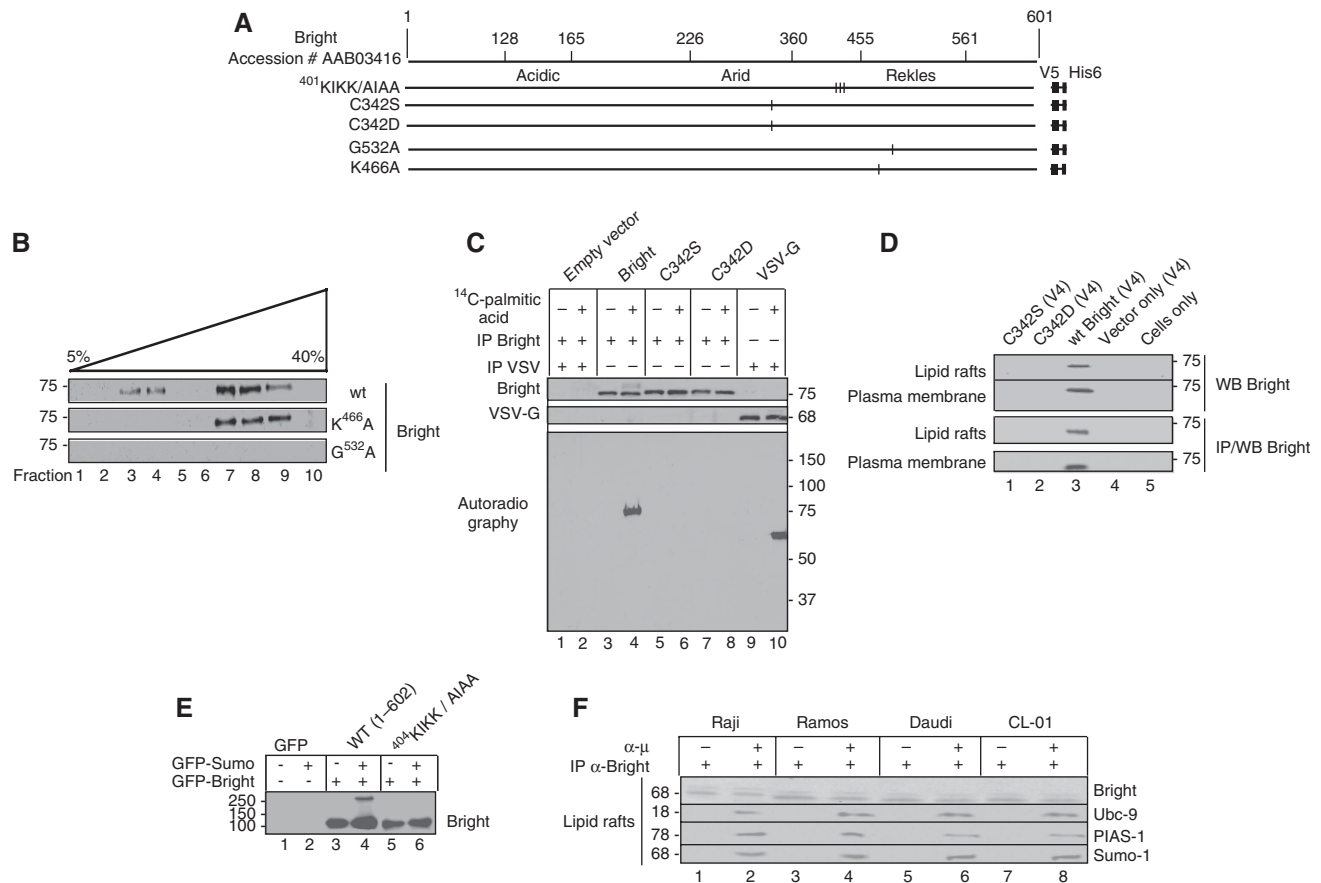 A
1 601
Bright 128 165 226 360 455 561
Accession # AAB03416
Acidic Arid Rekles V5 His6
401KIKK/AIAA
C342S
C342D
G532A
K466A
B
5% 40%
75 - wt
75 - K466A
75 - G532A
Bright
Fraction 1 2 3 4 5 6 7 8 9 10
C
Empty vector Bright C342S C342D VSV-G
14C-palmitic acid – + – + – + – + – +
IP Bright + + + + + + + + – –
IP VSV + + – – – – – – + +
Bright - 75
VSV-G - 68
Autoradio
graphy
- 150
- 100
- 75
- 50
- 37
1 2 3 4 5 6 7 8 9 10
D
C342S (V4) C342D (V4) wt Bright (V4) Vector only (V4) Cells only
Lipid rafts 75 -
Plasma membrane 75 -
WB Bright
Lipid rafts 75 -
Plasma membrane 75 -
IP/WB Bright
1 2 3 4 5
E
GFP WT (1–602) 404KIKK / AIAA
GFP-Sumo - + - + - +
GFP-Bright - - + + + +
250 -
150 -
100 -
Bright
1 2 3 4 5 6
F
Raji Ramos Daudi CL-01
α-μ – + – + – + – +
IP α-Bright + + + + + + + +
Lipid rafts
68 - Bright
18 - Ubc-9
78 - PIAS-1
68 - Sumo-1
1 2 3 4 5 6 7 8